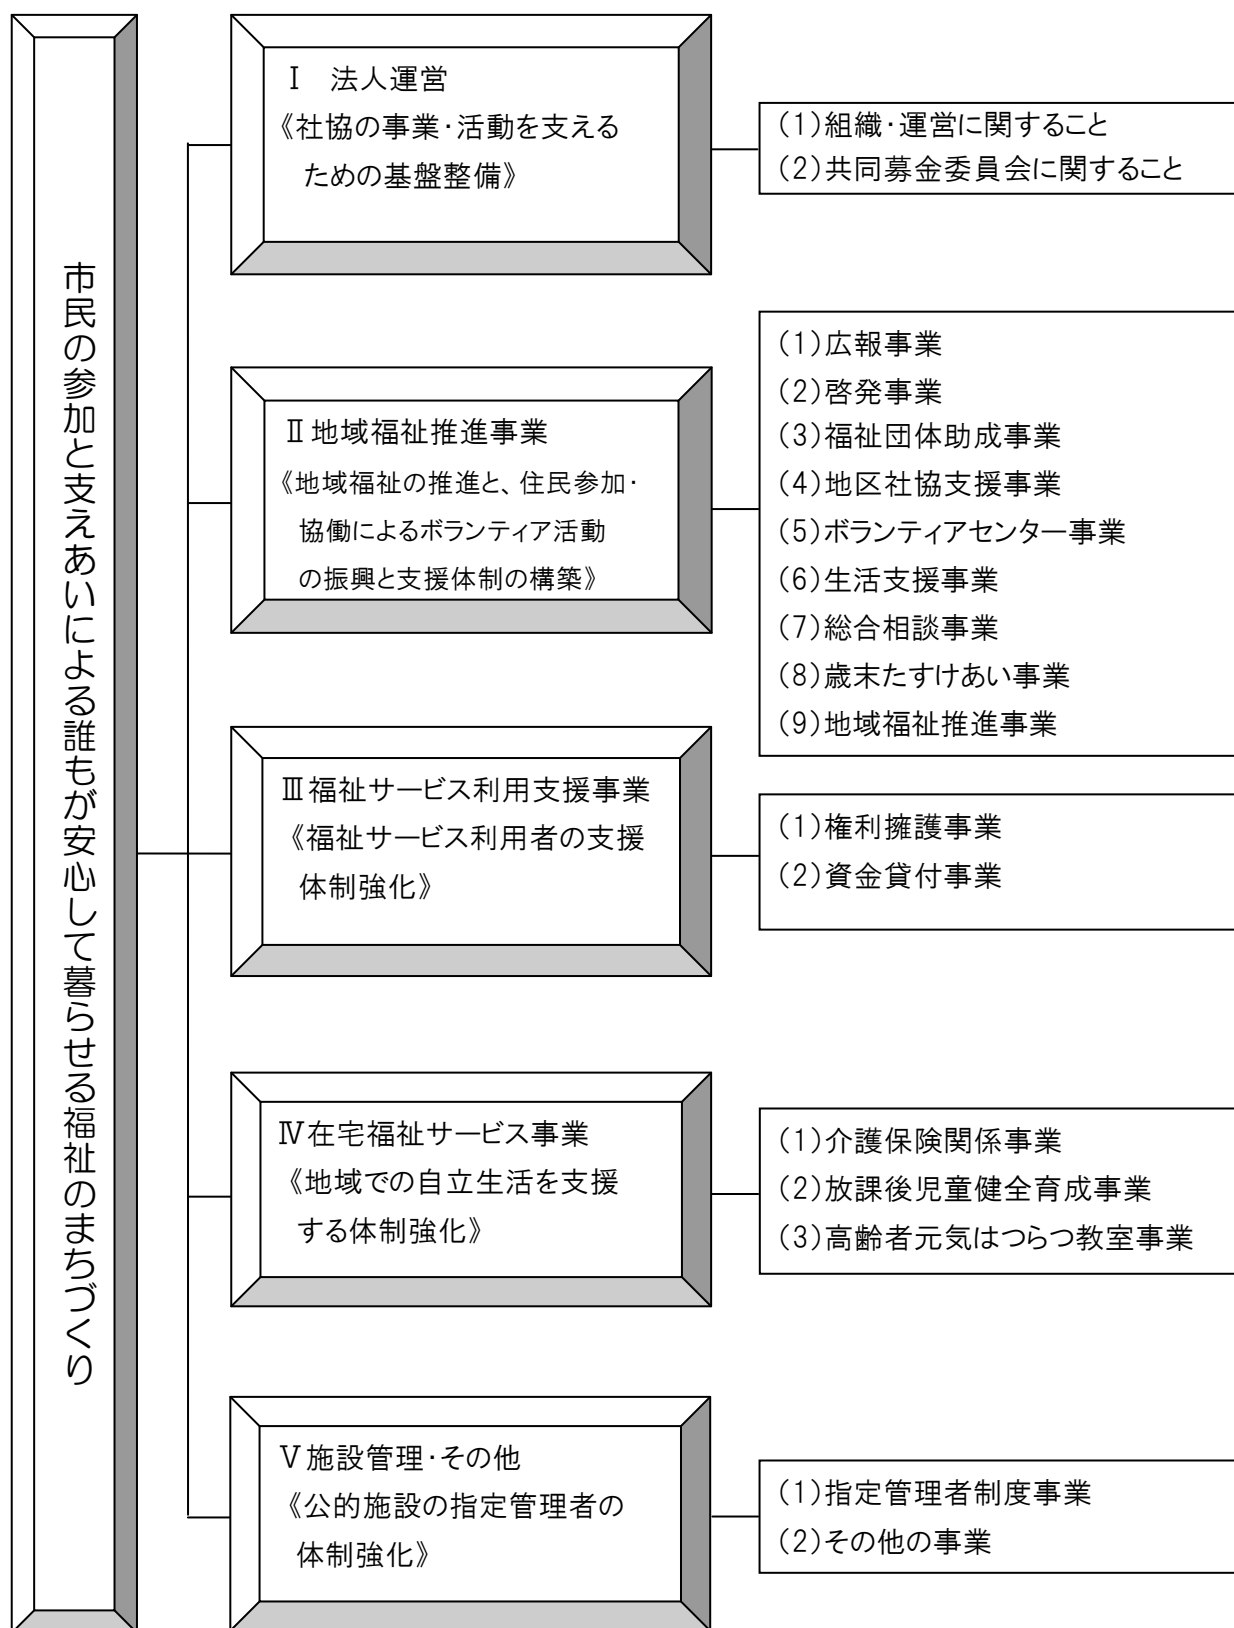 市民の参加と支えあいによる誰もが安心して暮らせる福祉のまちづくり
Ⅰ　法人運営
《社協の事業・活動を支える
ための基盤整備》
（1）組織・運営に関すること
（2）共同募金委員会に関すること
Ⅱ地域福祉推進事業
《地域福祉の推進と、住民参加・
協働によるボランティア活動
の振興と支援体制の構築》
（1）広報事業
（2）啓発事業
（3）福祉団体助成事業
（4）地区社協支援事業
（5）ボランティアセンター事業
（6）生活支援事業
（7）総合相談事業
（8）歳末たすけあい事業
（9）地域福祉推進事業
Ⅲ福祉サービス利用支援事業
《福祉サービス利用者の支援
体制強化》
（1）権利擁護事業
（2）資金貸付事業
Ⅳ在宅福祉サービス事業
《地域での自立生活を支援
する体制強化》
（1）介護保険関係事業
（2）放課後児童健全育成事業
（3）高齢者元気はつらつ教室事業
Ⅴ施設管理・その他
《公的施設の指定管理者の
体制強化》
（1）指定管理者制度事業
（2）その他の事業